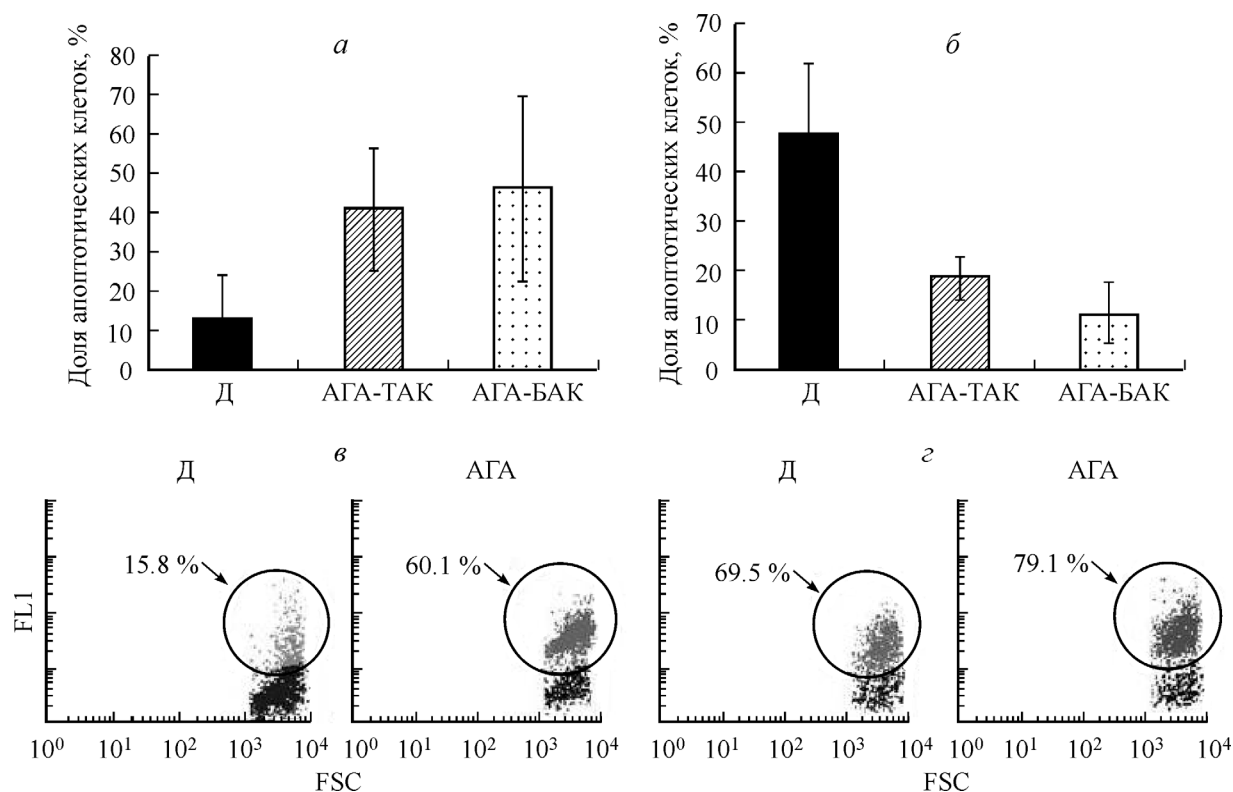 а
Доля апоптотических клеток, %
80
70
60
50
40
30
20
10
0
Д АГА-ТАК АГА-БАК
б
Доля апоптотических клеток, %
70
60
50
40
30
20
10
0
Д АГА-ТАК АГА-БАК
в
Д АГА
15.8 %
60.1 %
FL1
10⁰ 10¹ 10² 10³ 10⁴
10⁰ 10¹ 10² 10³ 10⁴
FSC
г
Д АГА
69.5 %
79.1 %
10⁰ 10¹ 10² 10³ 10⁴
10⁰ 10¹ 10² 10³ 10⁴
FSC